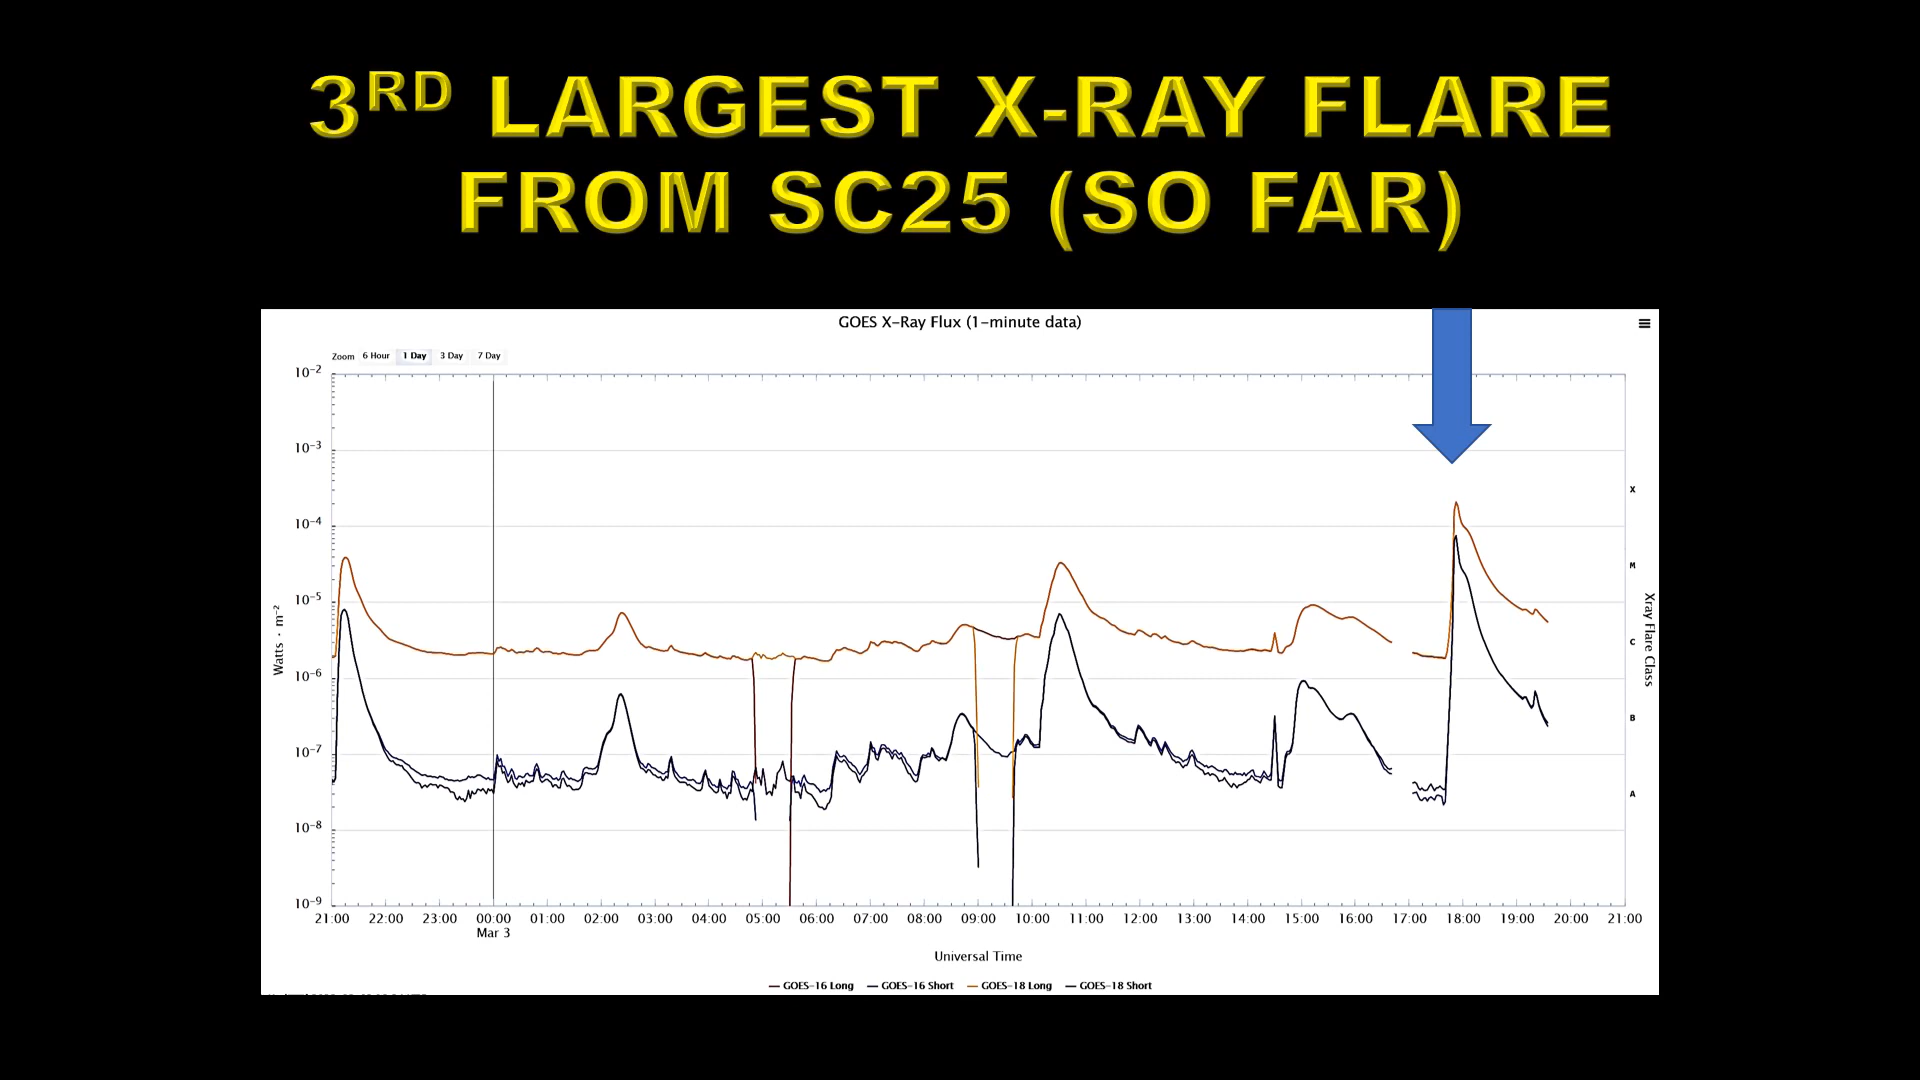 3RD LARGEST X-RAY FLARE
FROM SC25 (SO FAR)
GOES X-Ray Flux (1-minute data)
Zoom 6 Hour 1 Day 3 Day 7 Day
10-2
10-3
10-4
10-5
10-6
10-7
10-8
10-9
Watts · m-2
X
M
C
B
A
Xray Flare Class
21:00 22:00 23:00 00:00 01:00 02:00 03:00 04:00 05:00 06:00 07:00 08:00 09:00 10:00 11:00 12:00 13:00 14:00 15:00 16:00 17:00 18:00 19:00 20:00 21:00
Mar 3
Universal Time
GOES-16 Long GOES-16 Short GOES-18 Long GOES-18 Short